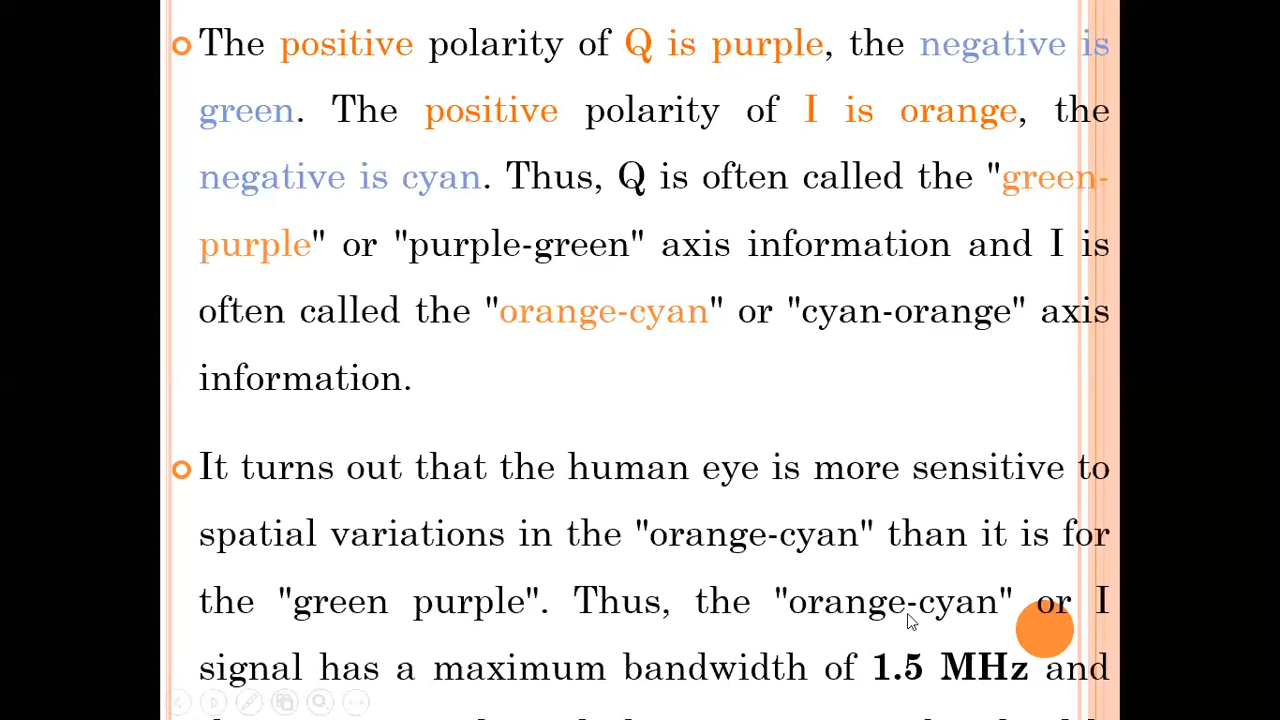 The positive polarity of Q is purple, the negative is
green. The positive polarity of I is orange, the
negative is cyan. Thus, Q is often called the "green-
purple" or "purple-green" axis information and I is
often called the "orange-cyan" or "cyan-orange" axis
information.
It turns out that the human eye is more sensitive to
spatial variations in the "orange-cyan" than it is for
the "green purple". Thus, the "orange-cyan" or I
signal has a maximum bandwidth of 1.5 MHz and